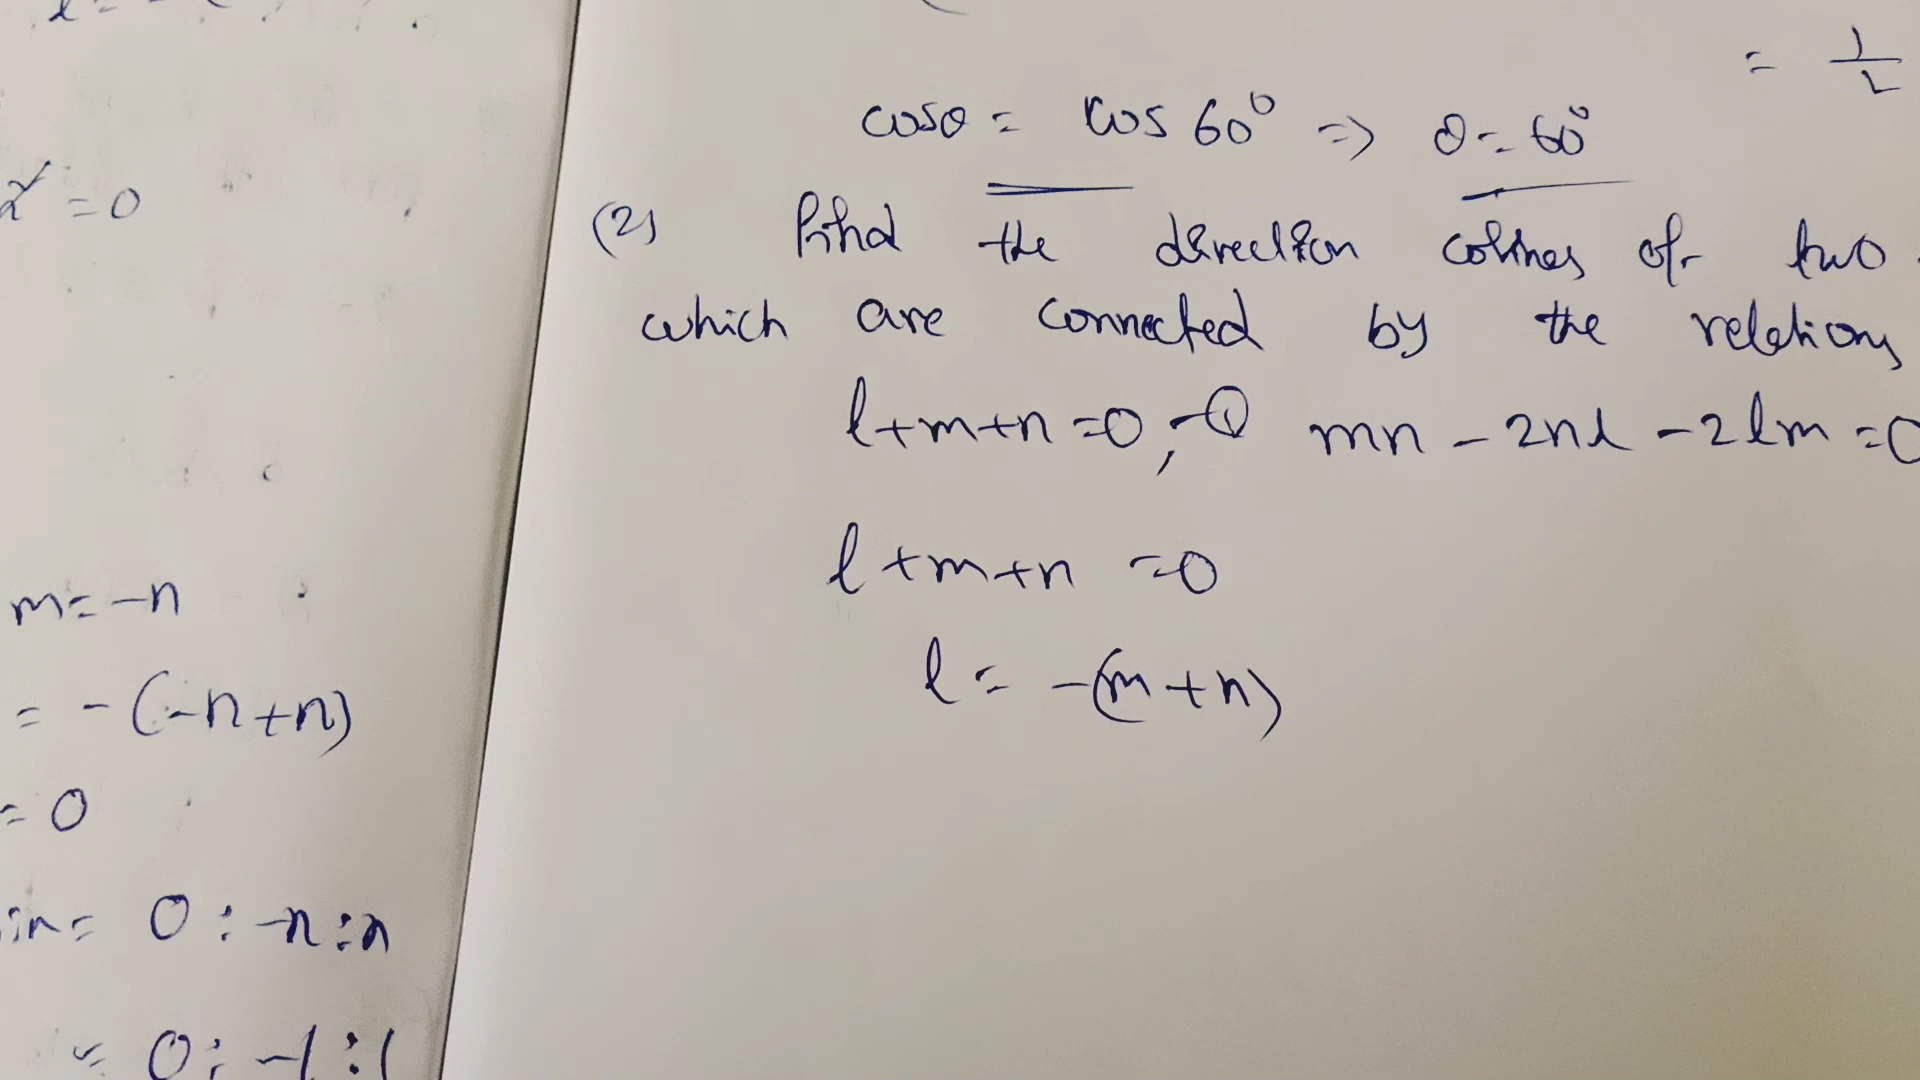 = 0
m = -n
= - (-n+n)
= 0
= 0 : -n : n
= 0 : -1 : 1
= 1/2
cosθ = cos 60° => θ = 60°
(2) Find the direction cosines of two
which are connected by the relations
l+m+n=0, -① mn - 2nl - 2lm = 0
l+m+n = 0
l = -(m+n)